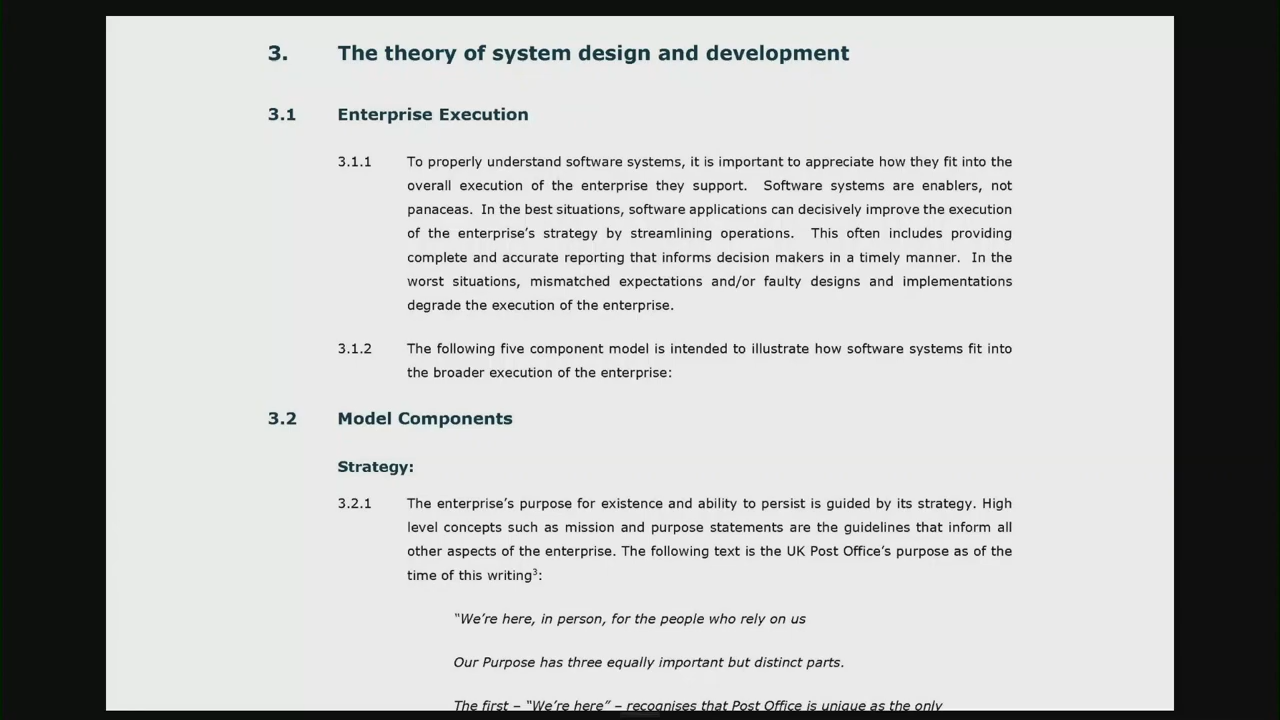 3. The theory of system design and development
3.1 Enterprise Execution
3.1.1 To properly understand software systems, it is important to appreciate how they fit into the
overall execution of the enterprise they support. Software systems are enablers, not
panaceas. In the best situations, software applications can decisively improve the execution
of the enterprise’s strategy by streamlining operations. This often includes providing
complete and accurate reporting that informs decision makers in a timely manner. In the
worst situations, mismatched expectations and/or faulty designs and implementations
degrade the execution of the enterprise.
3.1.2 The following five component model is intended to illustrate how software systems fit into
the broader execution of the enterprise:
3.2 Model Components
Strategy:
3.2.1 The enterprise’s purpose for existence and ability to persist is guided by its strategy. High
level concepts such as mission and purpose statements are the guidelines that inform all
other aspects of the enterprise. The following text is the UK Post Office’s purpose as of the
time of this writing³:
“We’re here, in person, for the people who rely on us
Our Purpose has three equally important but distinct parts.
The first – “We’re here” – recognises that Post Office is unique as the only